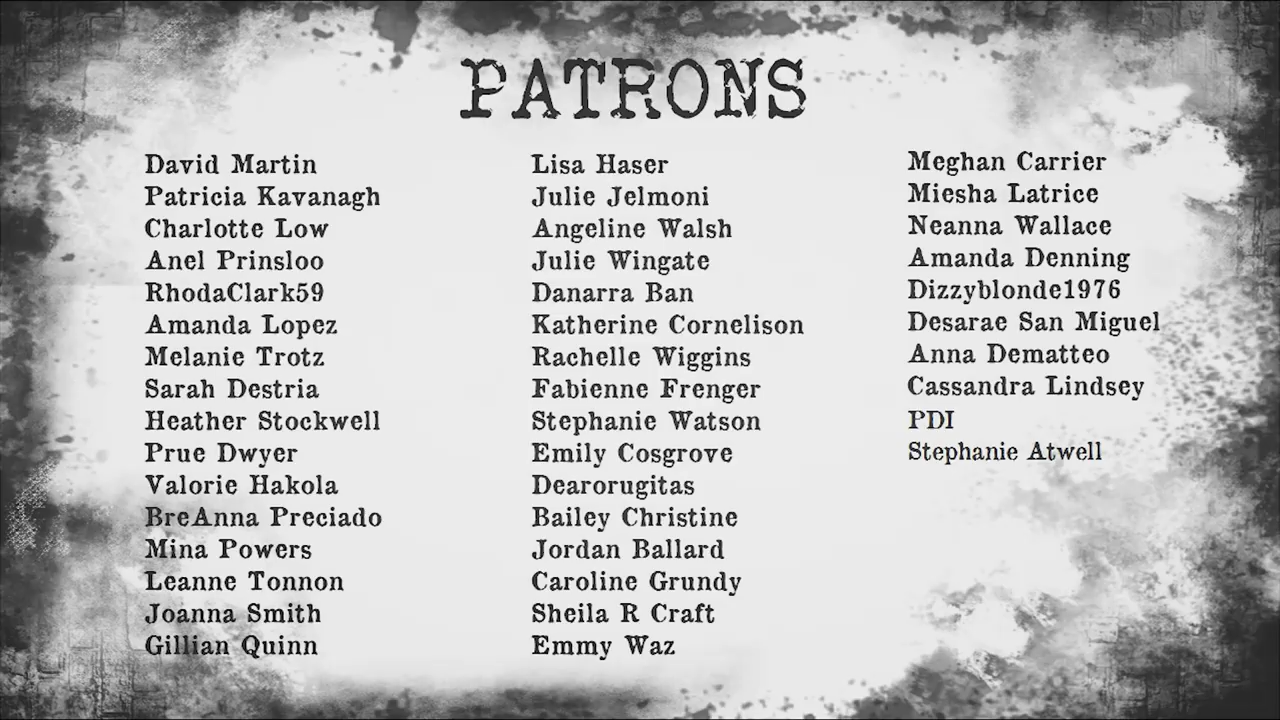 PATRONS
David Martin
Patricia Kavanagh
Charlotte Low
Anel Prinsloo
RhodaClark59
Amanda Lopez
Melanie Trotz
Sarah Destria
Heather Stockwell
Prue Dwyer
Valorie Hakola
BreAnna Preciado
Mina Powers
Leanne Tonnon
Joanna Smith
Gillian Quinn
Lisa Haser
Julie Jelmoni
Angeline Walsh
Julie Wingate
Danarra Ban
Katherine Cornelison
Rachelle Wiggins
Fabienne Frenger
Stephanie Watson
Emily Cosgrove
Dearorugitas
Bailey Christine
Jordan Ballard
Caroline Grundy
Sheila R Craft
Emmy Waz
Meghan Carrier
Miesha Latrice
Neanna Wallace
Amanda Denning
Dizzyblonde1976
Desarae San Miguel
Anna Dematteo
Cassandra Lindsey
PDI
Stephanie Atwell